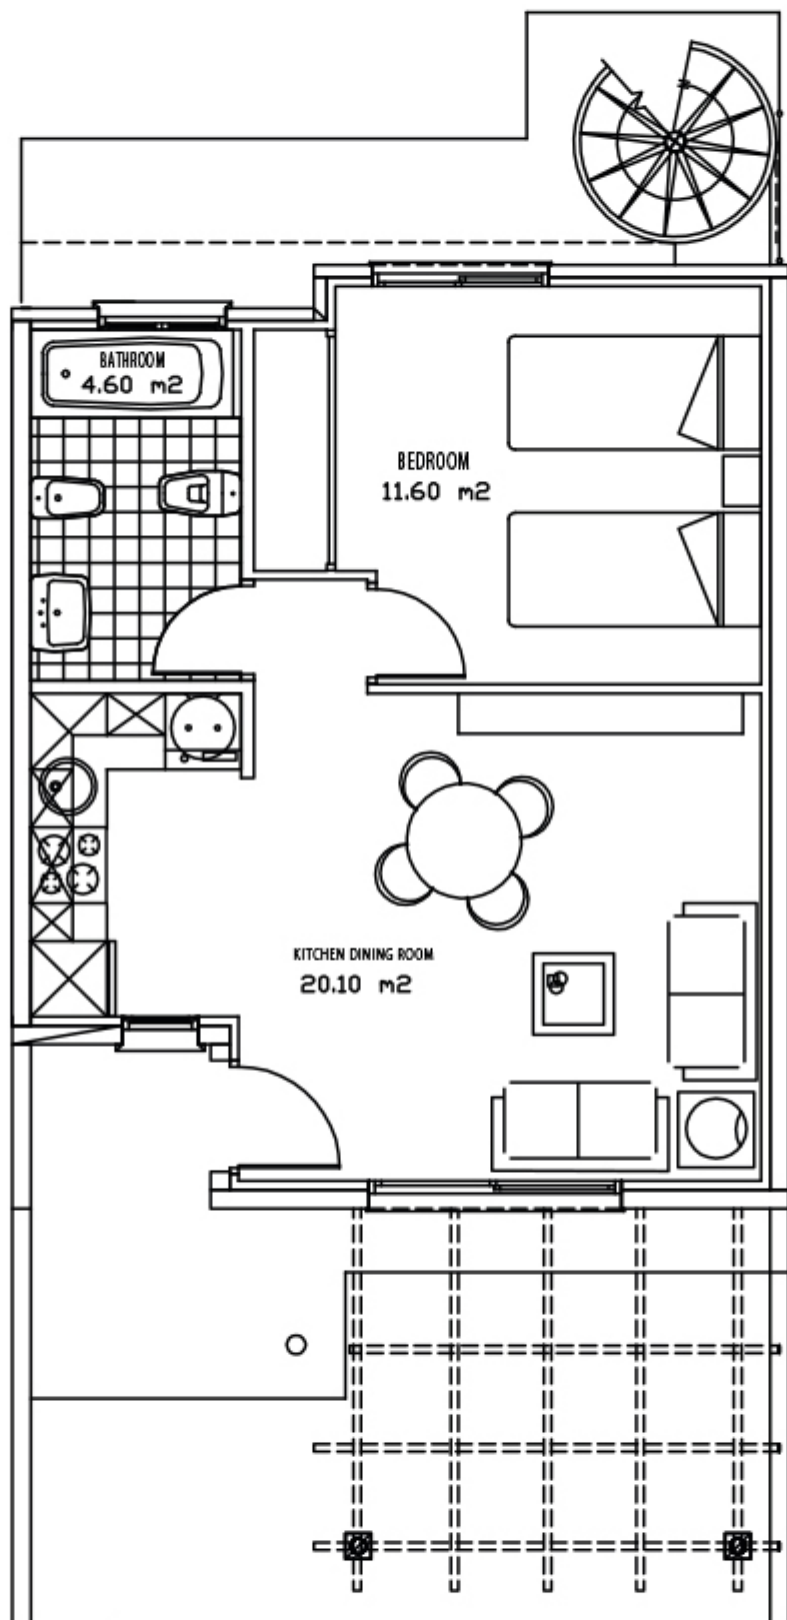 BATHROOM
4.60 m2
BEDROOM
11.60 m2
KITCHEN DINING ROOM
20.10 m2